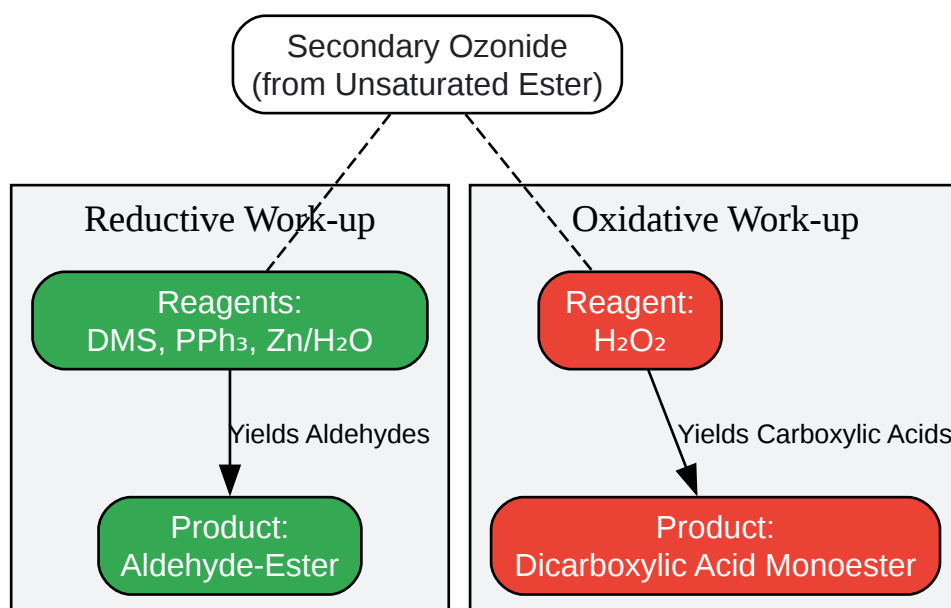 Secondary Ozonide
(from Unsaturated Ester)
Reductive Work-up
Reagents:
DMS, PPh₃, Zn/H₂O
Yields Aldehydes
Product:
Aldehyde-Ester
Oxidative Work-up
Reagent:
H₂O₂
Yields Carboxylic Acids
Product:
Dicarboxylic Acid Monoester